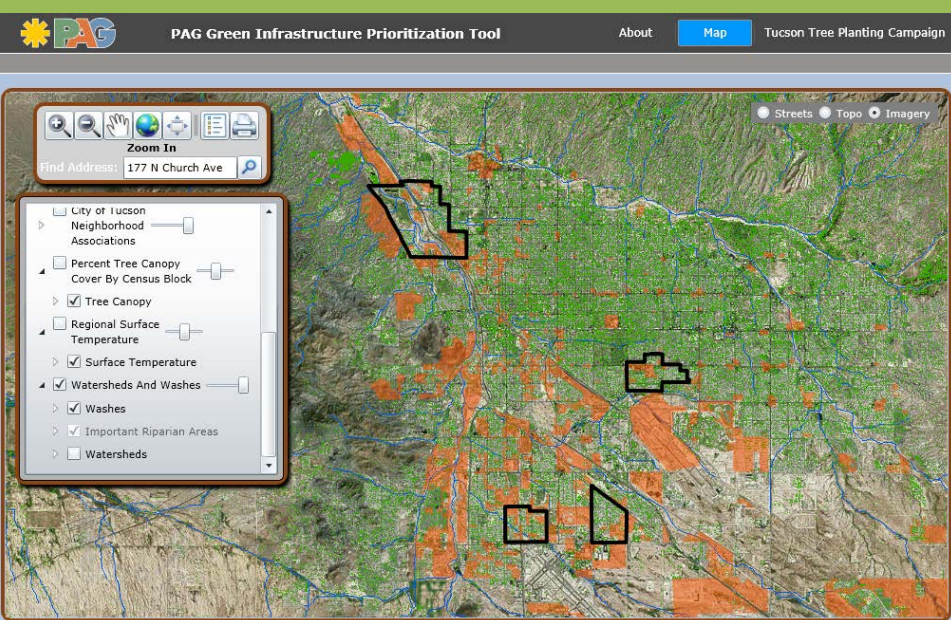 PAG
PAG Green Infrastructure Prioritization Tool
About
Map
Tucson Tree Planting Campaign
Streets
Topo
Imagery
Zoom In
Find Address: 177 N Church Ave
City of Tucson
Neighborhood
Associations
Percent Tree Canopy
Cover By Census Block
Tree Canopy
Regional Surface
Temperature
Surface Temperature
Watersheds And Washes
Washes
Important Riparian Areas
Watersheds